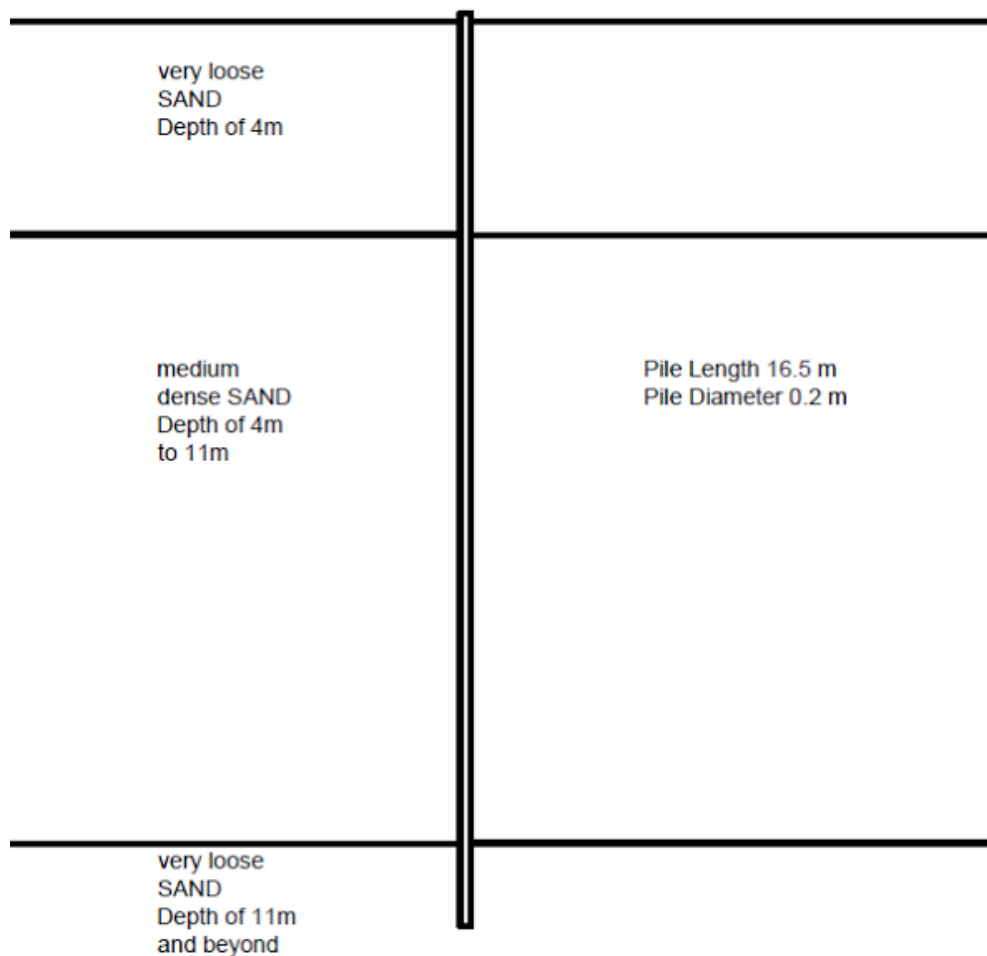 very loose
SAND
Depth of 4m
medium
dense SAND
Depth of 4m
to 11m
Pile Length 16.5 m
Pile Diameter 0.2 m
very loose
SAND
Depth of 11m
and beyond